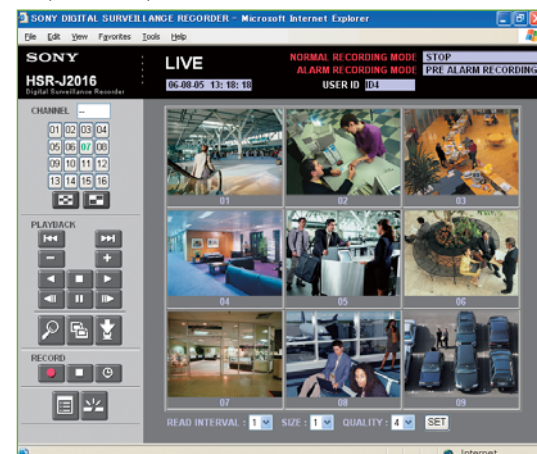 SONY DIGITAL SURVEILLANCE RECORDER - Microsoft Internet Explorer
File Edit View Favorites Tools Help
SONY
HSR-J2016
Digital Surveillance Recorder
LIVE
06-08-05 13: 18: 18
NORMAL RECORDING MODE STOP
ALARM RECORDING MODE PRE ALARM RECORDING
USER ID ID4
CHANNEL --
01 02 03 04
05 06 07 08
09 10 11 12
13 14 15 16
PLAYBACK
RECORD
01 02 03
04 05 06
07 08 09
READ INTERVAL : 1 SIZE : 1 QUALITY : 4 SET
Internet